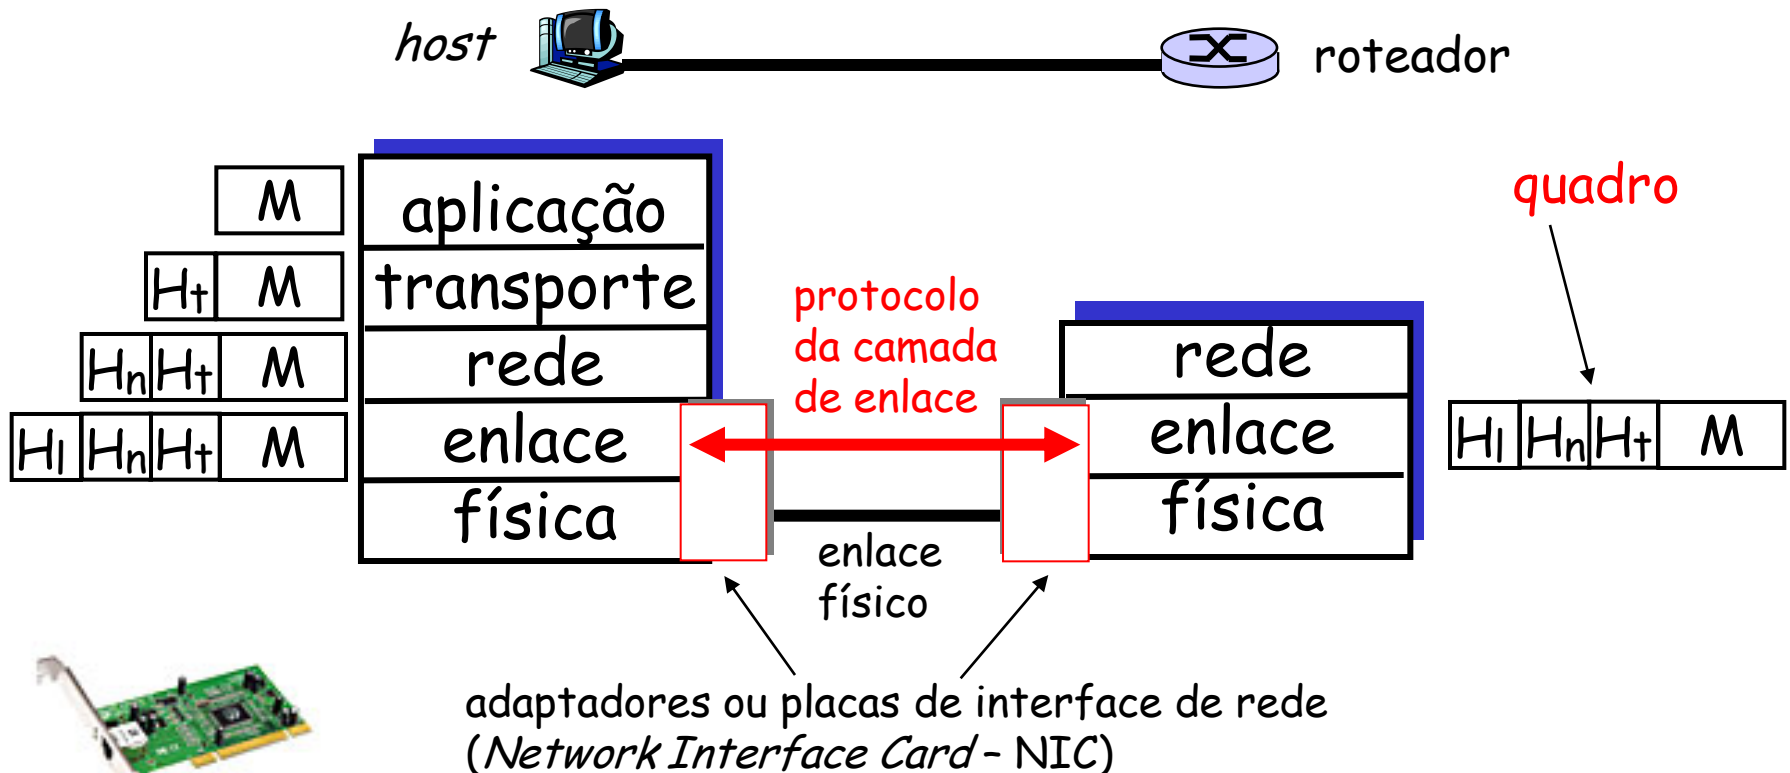 host
roteador
M
aplicação
quadro
Ht M
transporte
protocolo
da camada
de enlace
Hn Ht M
rede
rede
Hl Hn Ht M
enlace
enlace
Hl Hn Ht M
física
física
enlace
físico
adaptadores ou placas de interface de rede
(Network Interface Card – NIC)